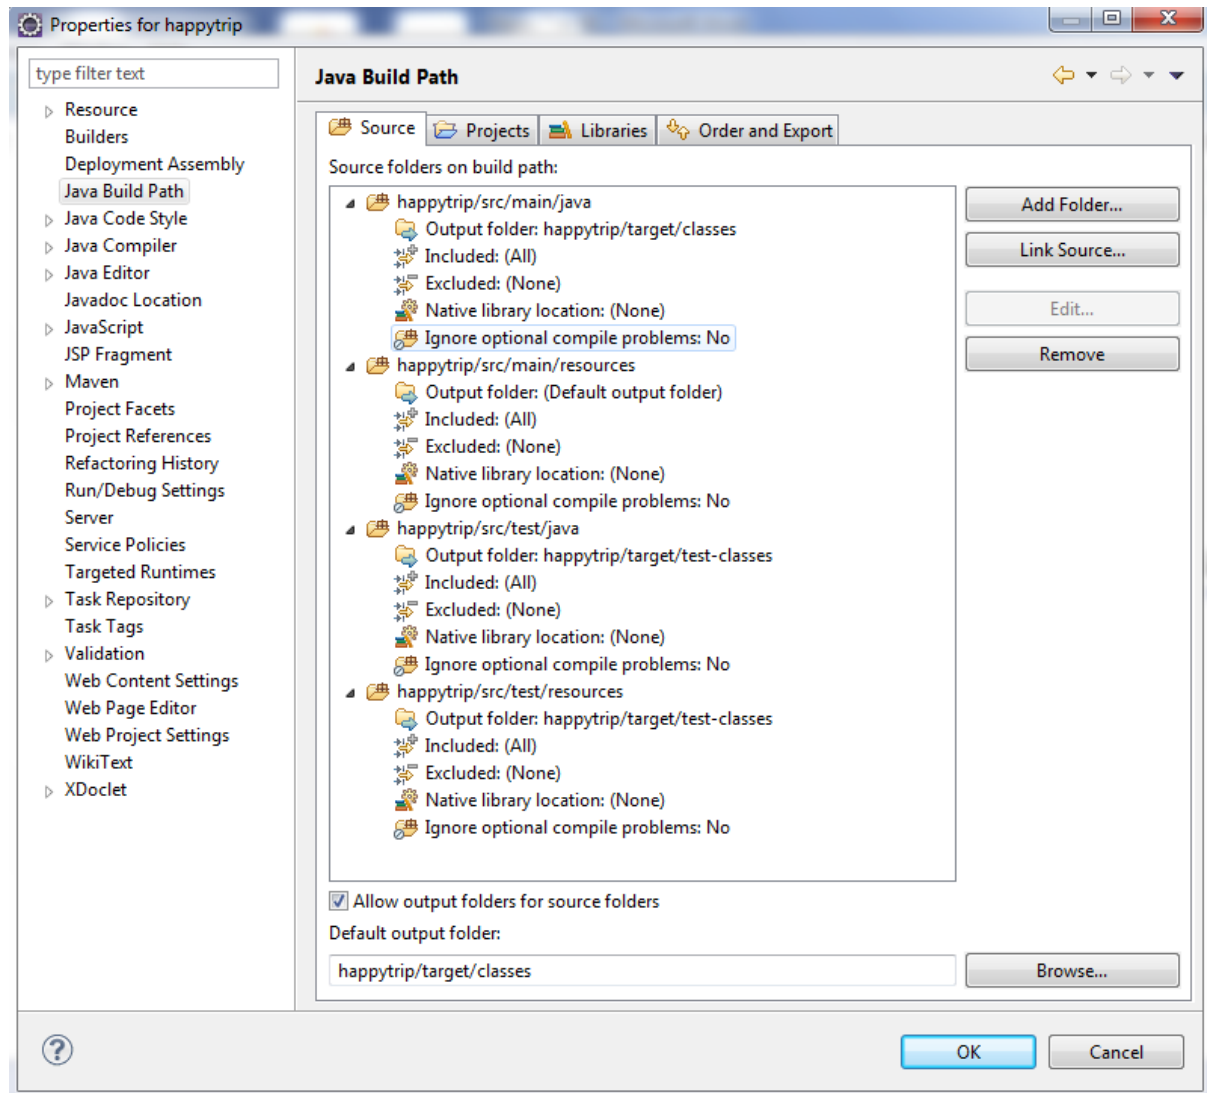 Properties for happytrip
type filter text
Resource
Builders
Deployment Assembly
Java Build Path
Java Code Style
Java Compiler
Java Editor
Javadoc Location
JavaScript
JSP Fragment
Maven
Project Facets
Project References
Refactoring History
Run/Debug Settings
Server
Service Policies
Targeted Runtimes
Task Repository
Task Tags
Validation
Web Content Settings
Web Page Editor
Web Project Settings
WikiText
XDoclet
Java Build Path
Source Projects Libraries Order and Export
Source folders on build path:
happytrip/src/main/java
Output folder: happytrip/target/classes
Included: (All)
Excluded: (None)
Native library location: (None)
Ignore optional compile problems: No
happytrip/src/main/resources
Output folder: (Default output folder)
Included: (All)
Excluded: (None)
Native library location: (None)
Ignore optional compile problems: No
happytrip/src/test/java
Output folder: happytrip/target/test-classes
Included: (All)
Excluded: (None)
Native library location: (None)
Ignore optional compile problems: No
happytrip/src/test/resources
Output folder: happytrip/target/test-classes
Included: (All)
Excluded: (None)
Native library location: (None)
Ignore optional compile problems: No
Add Folder...
Link Source...
Edit...
Remove
Allow output folders for source folders
Default output folder:
happytrip/target/classes
Browse...
?
OK
Cancel